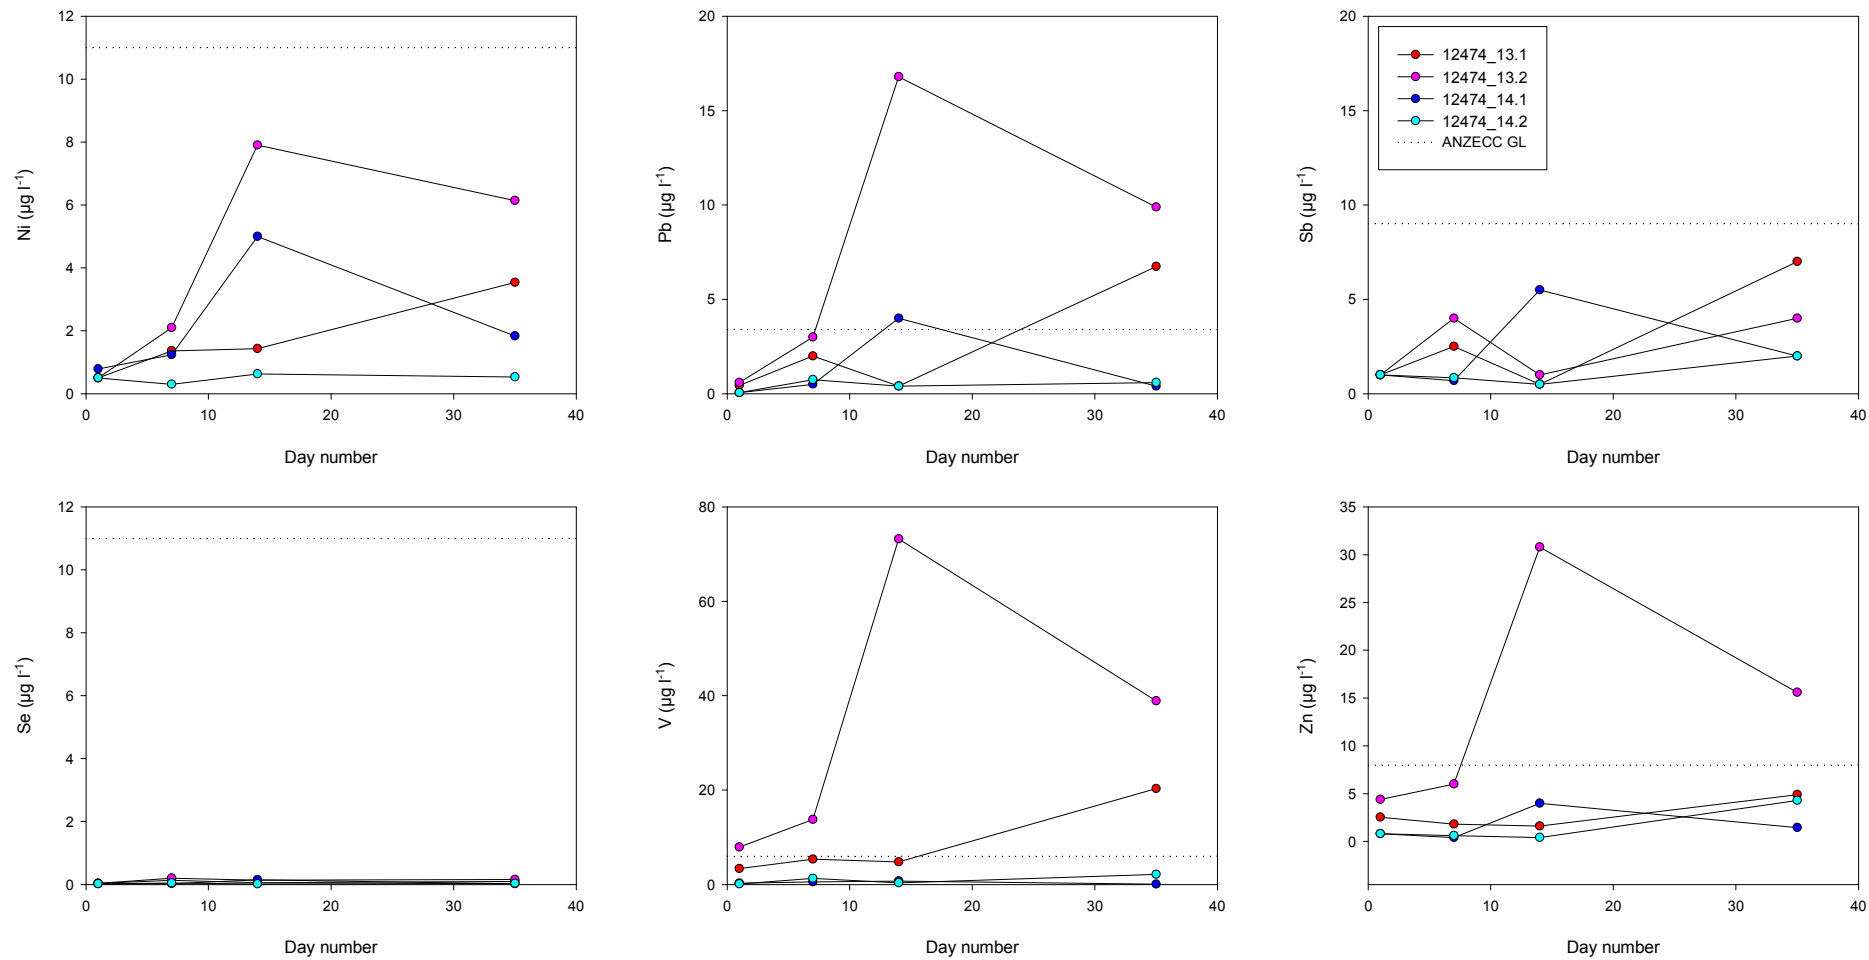 12
10
8
6
4
2
0
Ni (µg l-1)
0 10 20 30 40
Day number
20
15
10
5
0
Pb (µg l-1)
0 10 20 30 40
Day number
20
15
10
5
0
Sb (µg l-1)
0 10 20 30 40
Day number
12474_13.1
12474_13.2
12474_14.1
12474_14.2
ANZECC GL
12
10
8
6
4
2
0
Se (µg l-1)
0 10 20 30 40
Day number
80
60
40
20
0
V (µg l-1)
0 10 20 30 40
Day number
35
30
25
20
15
10
5
0
Zn (µg l-1)
0 10 20 30 40
Day number